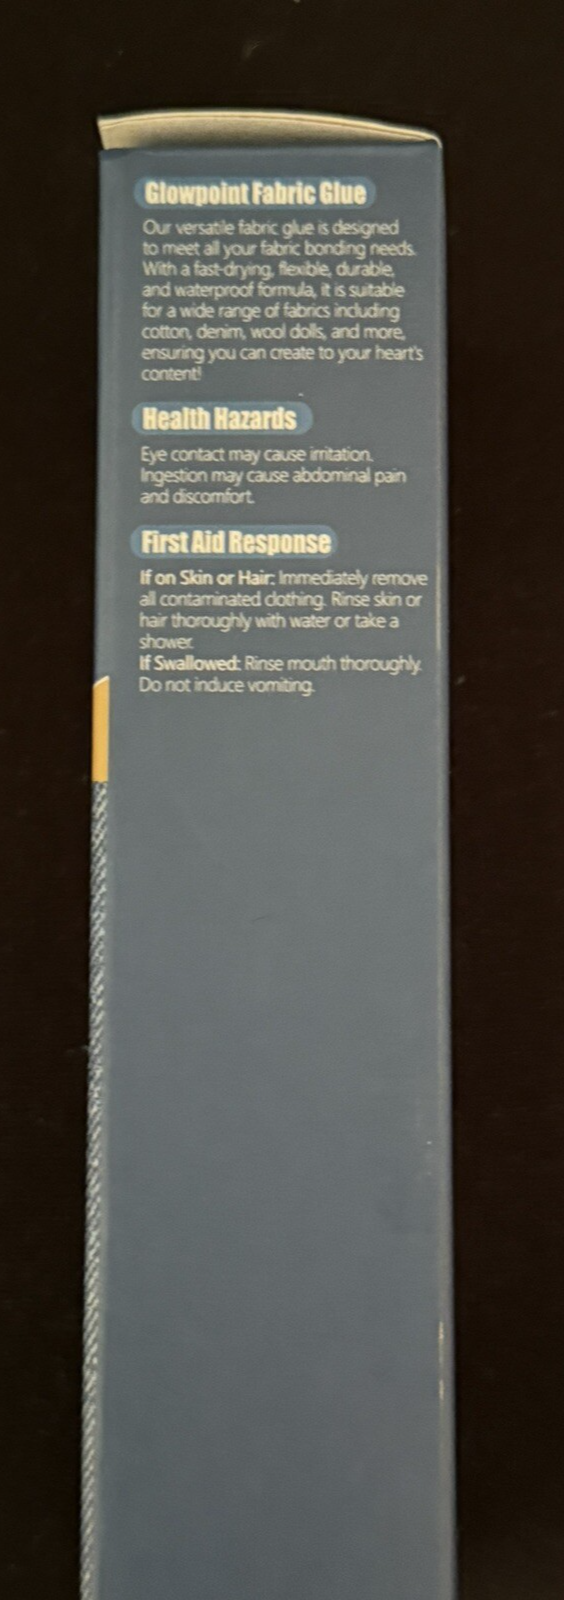 Glowpoint Fabric Glue
Our versatile fabric glue is designed
to meet all your fabric bonding needs.
With a fast-drying, flexible, durable,
and waterproof formula, it is suitable
for a wide range of fabrics including
cotton, denim, wool dolls, and more,
ensuring you can create to your heart's
content!
Health Hazards
Eye contact may cause irritation.
Ingestion may cause abdominal pain
and discomfort.
First Aid Response
If on Skin or Hair: Immediately remove
all contaminated clothing. Rinse skin or
hair thoroughly with water or take a
shower.
If Swallowed: Rinse mouth thoroughly.
Do not induce vomiting.